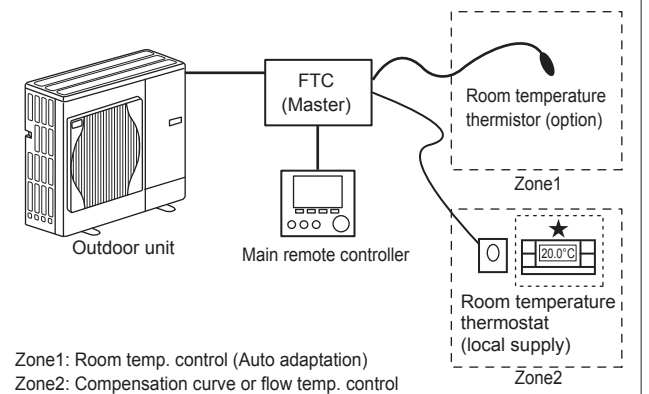 FTC
(Master)
Room temperature
thermistor (option)
Zone1
Outdoor unit
Main remote controller
★
20.0°C
Room temperature
thermostat
(local supply)
Zone2
Zone1: Room temp. control (Auto adaptation)
Zone2: Compensation curve or flow temp. control